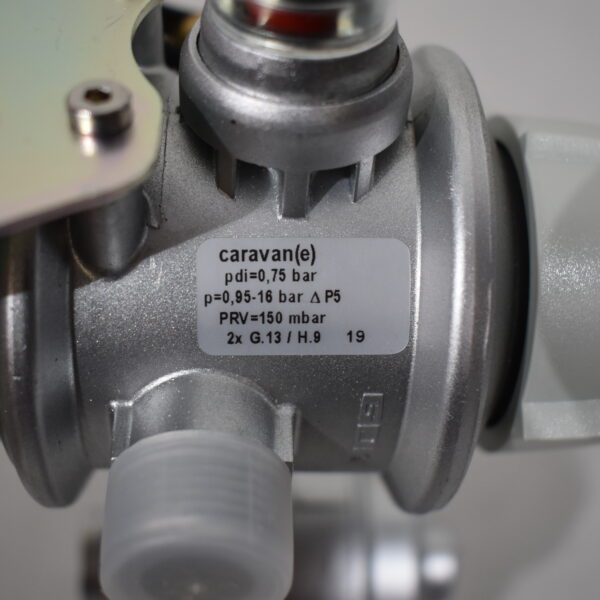 caravan(e)
pdi=0,75 bar
p=0,95-16 bar Δ P5
PRV=150 mbar
2x G.13 / H.9 19